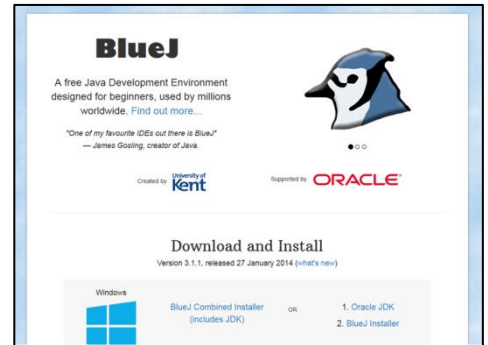 BlueJ
A free Java Development Environment
designed for beginners, used by millions
worldwide. Find out more...
"One of my favourite IDEs out there is BlueJ"
— James Gosling, creator of Java.
Created by University of Kent
Supported by ORACLE
Download and Install
Version 3.1.1, released 27 January 2014 (what's new)
Windows
BlueJ Combined Installer
(includes JDK)
OR
1. Oracle JDK
2. BlueJ Installer